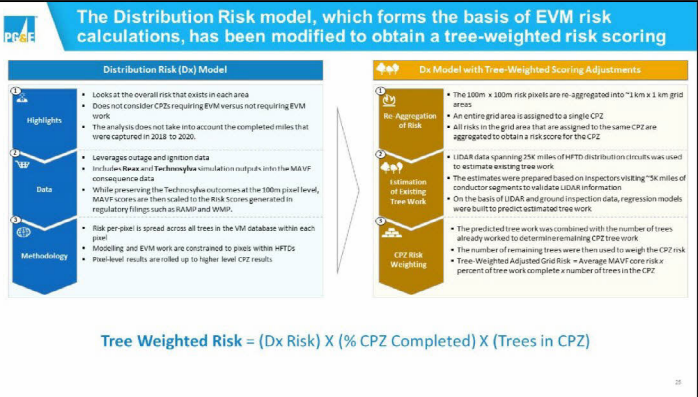 PG&E
The Distribution Risk model, which forms the basis of EVM risk
calculations, has been modified to obtain a tree-weighted risk scoring
Distribution Risk (Dx) Model
1
Highlights
Looks at the overall risk that exists in each area
Does not consider CPZs requiring EVM versus not requiring EVM
work
The analysis does not take into account the completed miles that
were captured in 2018 to 2020.
2
Data
Leverages outage and ignition data
Includes Reax and Technosylva simulation outputs into the MAVF
consequence data
While preserving the Technosylva outcomes at the 100m pixel level,
MAVF scores are then scaled to the Risk Scores generated in
regulatory filings such as RAMP and WMP.
3
Methodology
Risk per-pixel is spread across all trees in the VM database within each
pixel
Modelling and EVM work are constrained to pixels within HFTDs
Pixel-level results are rolled up to higher level CPZ results
Dx Model with Tree-Weighted Scoring Adjustments
1
Re-Aggregation
of Risk
The 100m x 100m risk pixels are re-aggregated into ~1km x 1km grid
areas
An entire grid area is assigned to a single CPZ
All risks in the grid area that are assigned to the same CPZ are
aggregated to obtain a risk score for the CPZ
2
Estimation
of Existing
Tree Work
LIDAR data spanning 25K miles of HFTD distribution circuits was used
to estimate existing tree work
The estimates were prepared based on inspectors visiting ~5K miles of
conductor segments to validate LIDAR information
On the basis of LIDAR and ground inspection data, regression models
were built to predict estimated tree work
3
CPZ Risk
Weighting
The predicted tree work was combined with the number of trees
already worked to determine remaining CPZ tree work
The number of remaining trees were then used to weigh the CPZ risk
Tree-Weighted Adjusted Grid Risk = Average MAVF core risk x
percent of tree work complete x number of trees in the CPZ
Tree Weighted Risk = (Dx Risk) X (% CPZ Completed) X (Trees in CPZ)